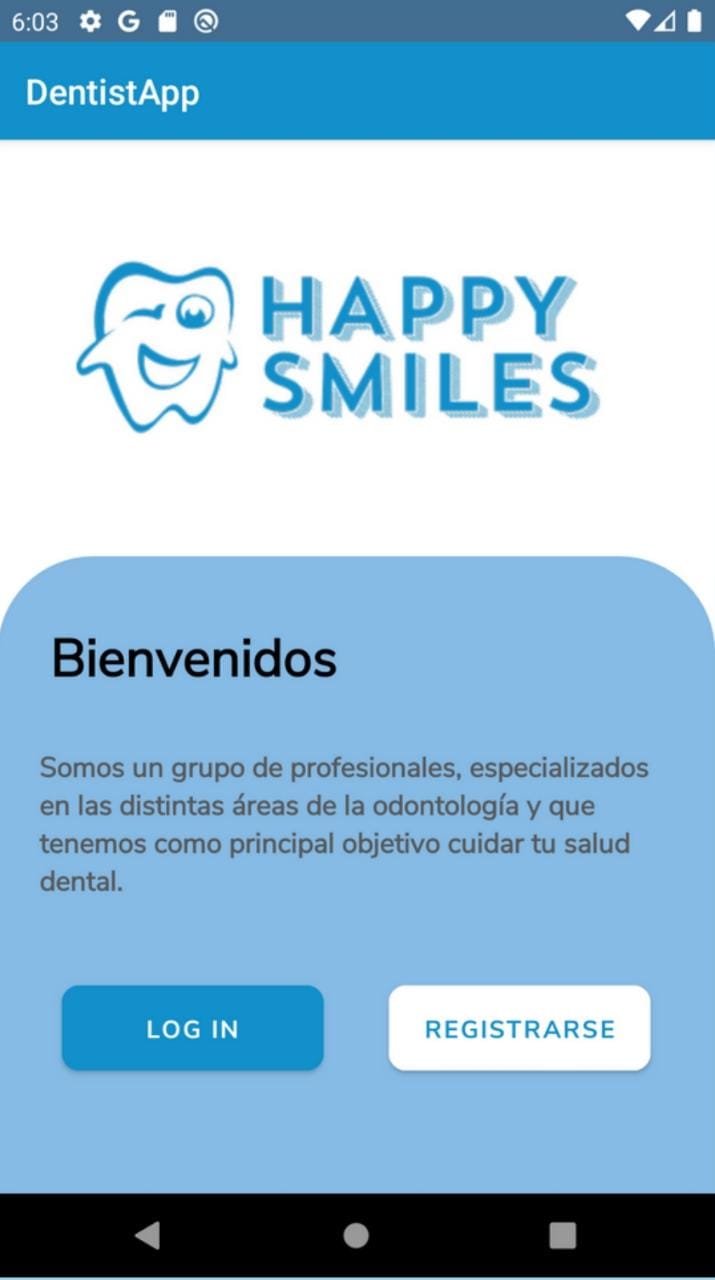 6:03
DentistApp
HAPPY
SMILES
Bienvenidos
Somos un grupo de profesionales, especializados
en las distintas áreas de la odontología y que
tenemos como principal objetivo cuidar tu salud
dental.
LOG IN
REGISTRARSE